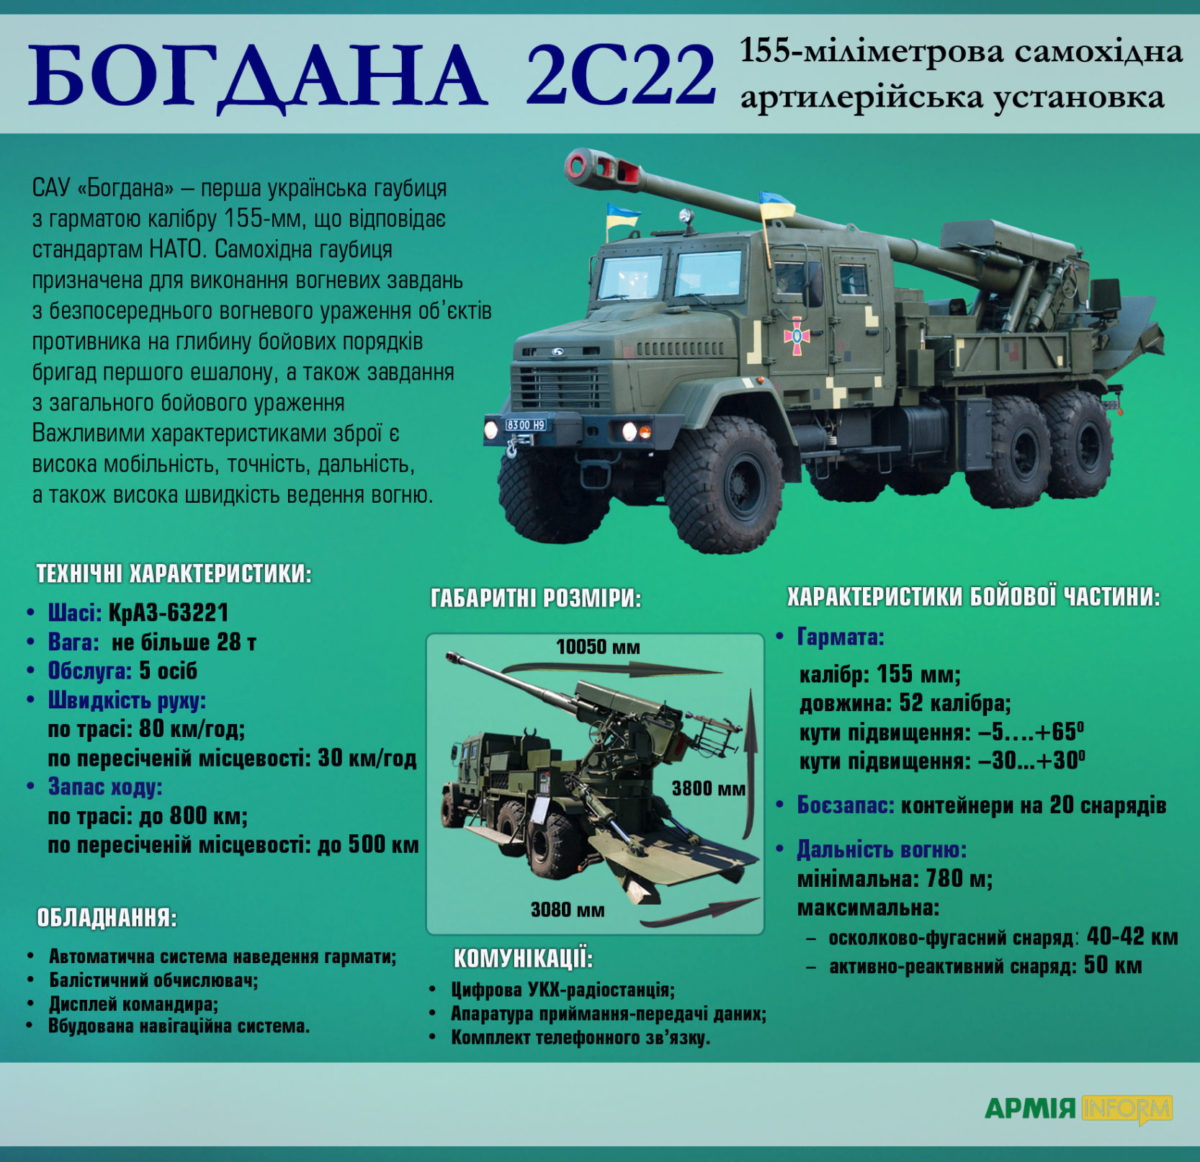 БОГДАНА 2С22
155-міліметрова самохідна
артилерійська установка
САУ «Богдана» – перша українська гаубиця
з гарматою калібру 155-мм, що відповідає
стандартам НАТО. Самохідна гаубиця
призначена для виконання вогневих завдань
з безпосереднього вогневого ураження об’єктів
противника на глибину бойових порядків
бригад першого ешалону, а також завдання
з загального бойового ураження
Важливими характеристиками зброї є
висока мобільність, точність, дальність,
а також висока швидкість ведення вогню.
8300 Н9
ТЕХНІЧНІ ХАРАКТЕРИСТИКИ:
• Шасі: КрАЗ-63221
• Вага: не більше 28 т
• Обслуга: 5 осіб
• Швидкість руху:
по трасі: 80 км/год;
по пересіченій місцевості: 30 км/год
• Запас ходу:
по трасі: до 800 км;
по пересіченій місцевості: до 500 км
ОБЛАДНАННЯ:
• Автоматична система наведення гармати;
• Балістичний обчислювач;
• Дисплей командира;
• Вбудована навігаційна система.
ГАБАРИТНІ РОЗМІРИ:
10050 мм
3800 мм
3080 мм
КОМУНІКАЦІЇ:
• Цифрова УКХ-радіостанція;
• Апаратура приймання-передачі даних;
• Комплект телефонного зв’язку.
ХАРАКТЕРИСТИКИ БОЙОВОЇ ЧАСТИНИ:
• Гармата:
калібр: 155 мм;
довжина: 52 калібра;
кути підвищення: –5....+65⁰
кути підвищення: –30...+30⁰
• Боєзапас: контейнери на 20 снарядів
• Дальність вогню:
мінімальна: 780 м;
максимальна:
– осколково-фугасний снаряд: 40-42 км
– активно-реактивний снаряд: 50 км
АРМІЯ INFORM